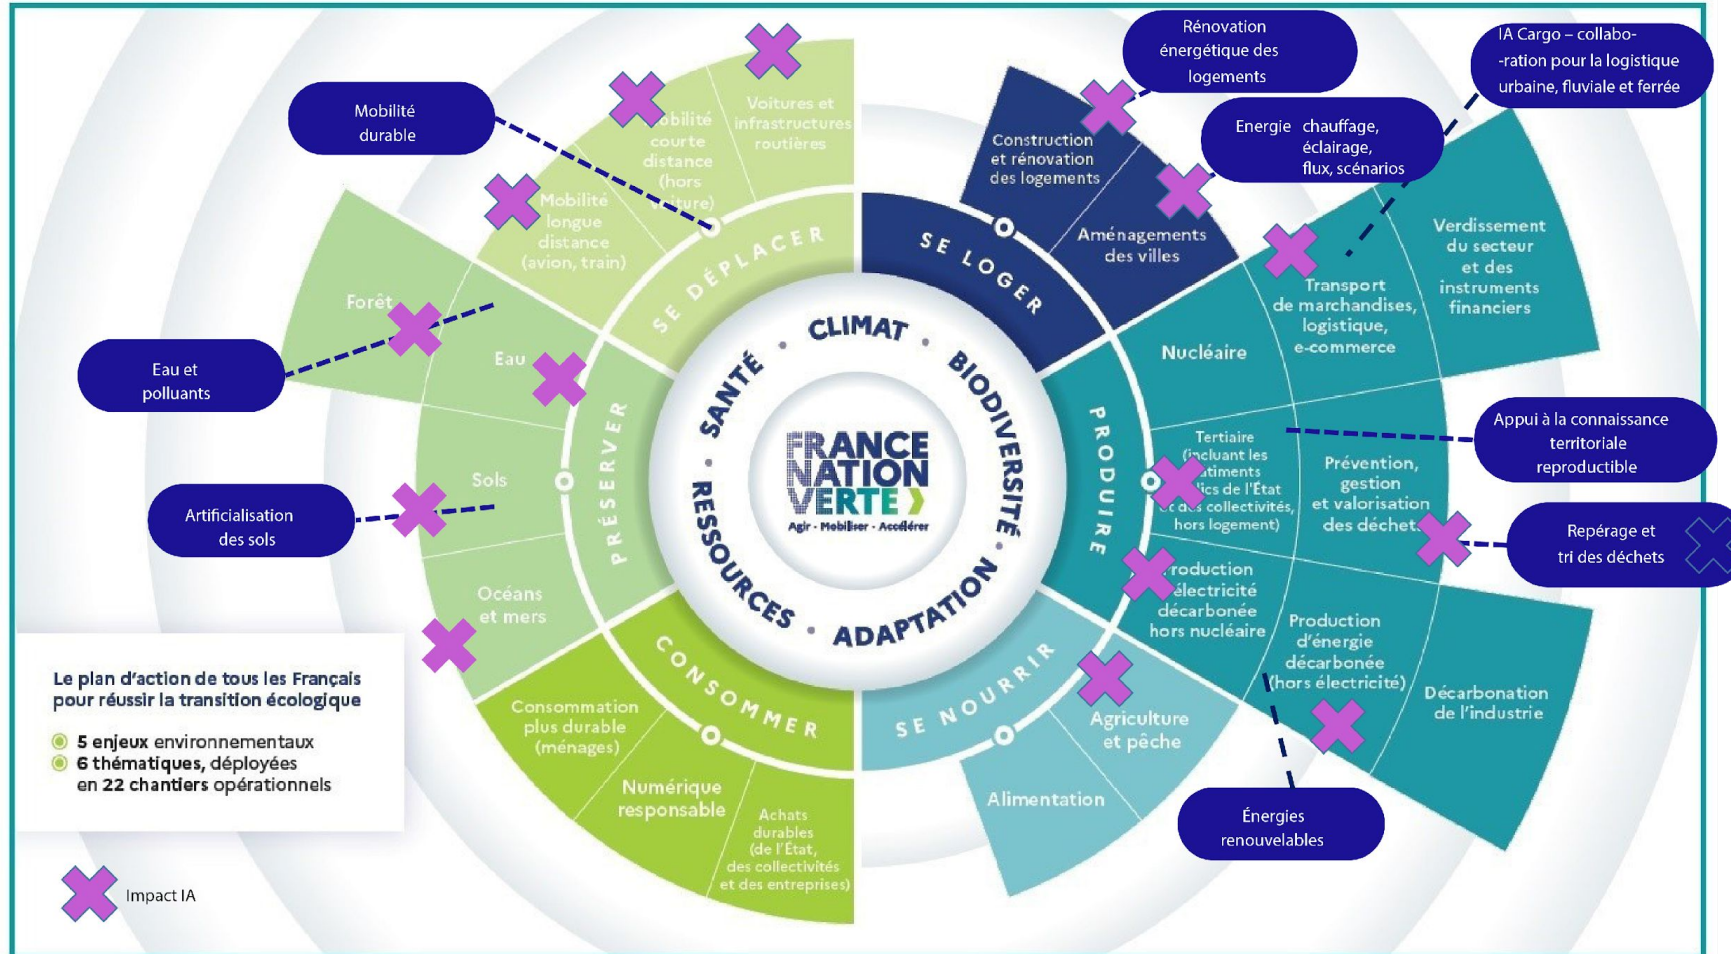 Mobilité
durable
Rénovation
énergétique des
logements
IA Cargo – collabo-
-ration pour la logistique
urbaine, fluviale et ferrée
Energie chauffage,
éclairage,
flux, scénarios
Eau et
polluants
Artificialisation
des sols
Appui à la connaissance
territoriale
reproductible
Repérage et
tri des déchets
Énergies
renouvelables
SE DÉPLACER
Voitures et
infrastructures
routières
courte
distance
(hors
Mobilité
longue
distance
(avion, train)
SE LOGER
Construction
et rénovation
des logements
Aménagements
des villes
PRODUIRE
Nucléaire
Transport
de marchandises,
logistique,
e-commerce
Verdissement
du secteur
et des
instruments
financiers
Tertiaire
(incluant les
de l'État
des collectivités,
hors logement)
Prévention,
gestion
et valorisation
des déchets
décarbonée
hors nucléaire
Production
d'énergie
décarbonée
(hors électricité)
Décarbonation
de l'industrie
SE NOURRIR
Agriculture
et pêche
Alimentation
CONSOMMER
Consommation
plus durable
(ménages)
Numérique
responsable
Achats
durables
(de l'État,
des collectivités
et des entreprises)
PRÉSERVER
Forêt
Eau
Sols
Océans
et mers
CLIMAT • BIODIVERSITÉ • ADAPTATION • RESSOURCES • SANTÉ •
FRANCE
NATION
VERTE
Agir • Mobiliser • Accélérer
Le plan d'action de tous les Français
pour réussir la transition écologique
5 enjeux environnementaux
6 thématiques, déployées
en 22 chantiers opérationnels
Impact IA